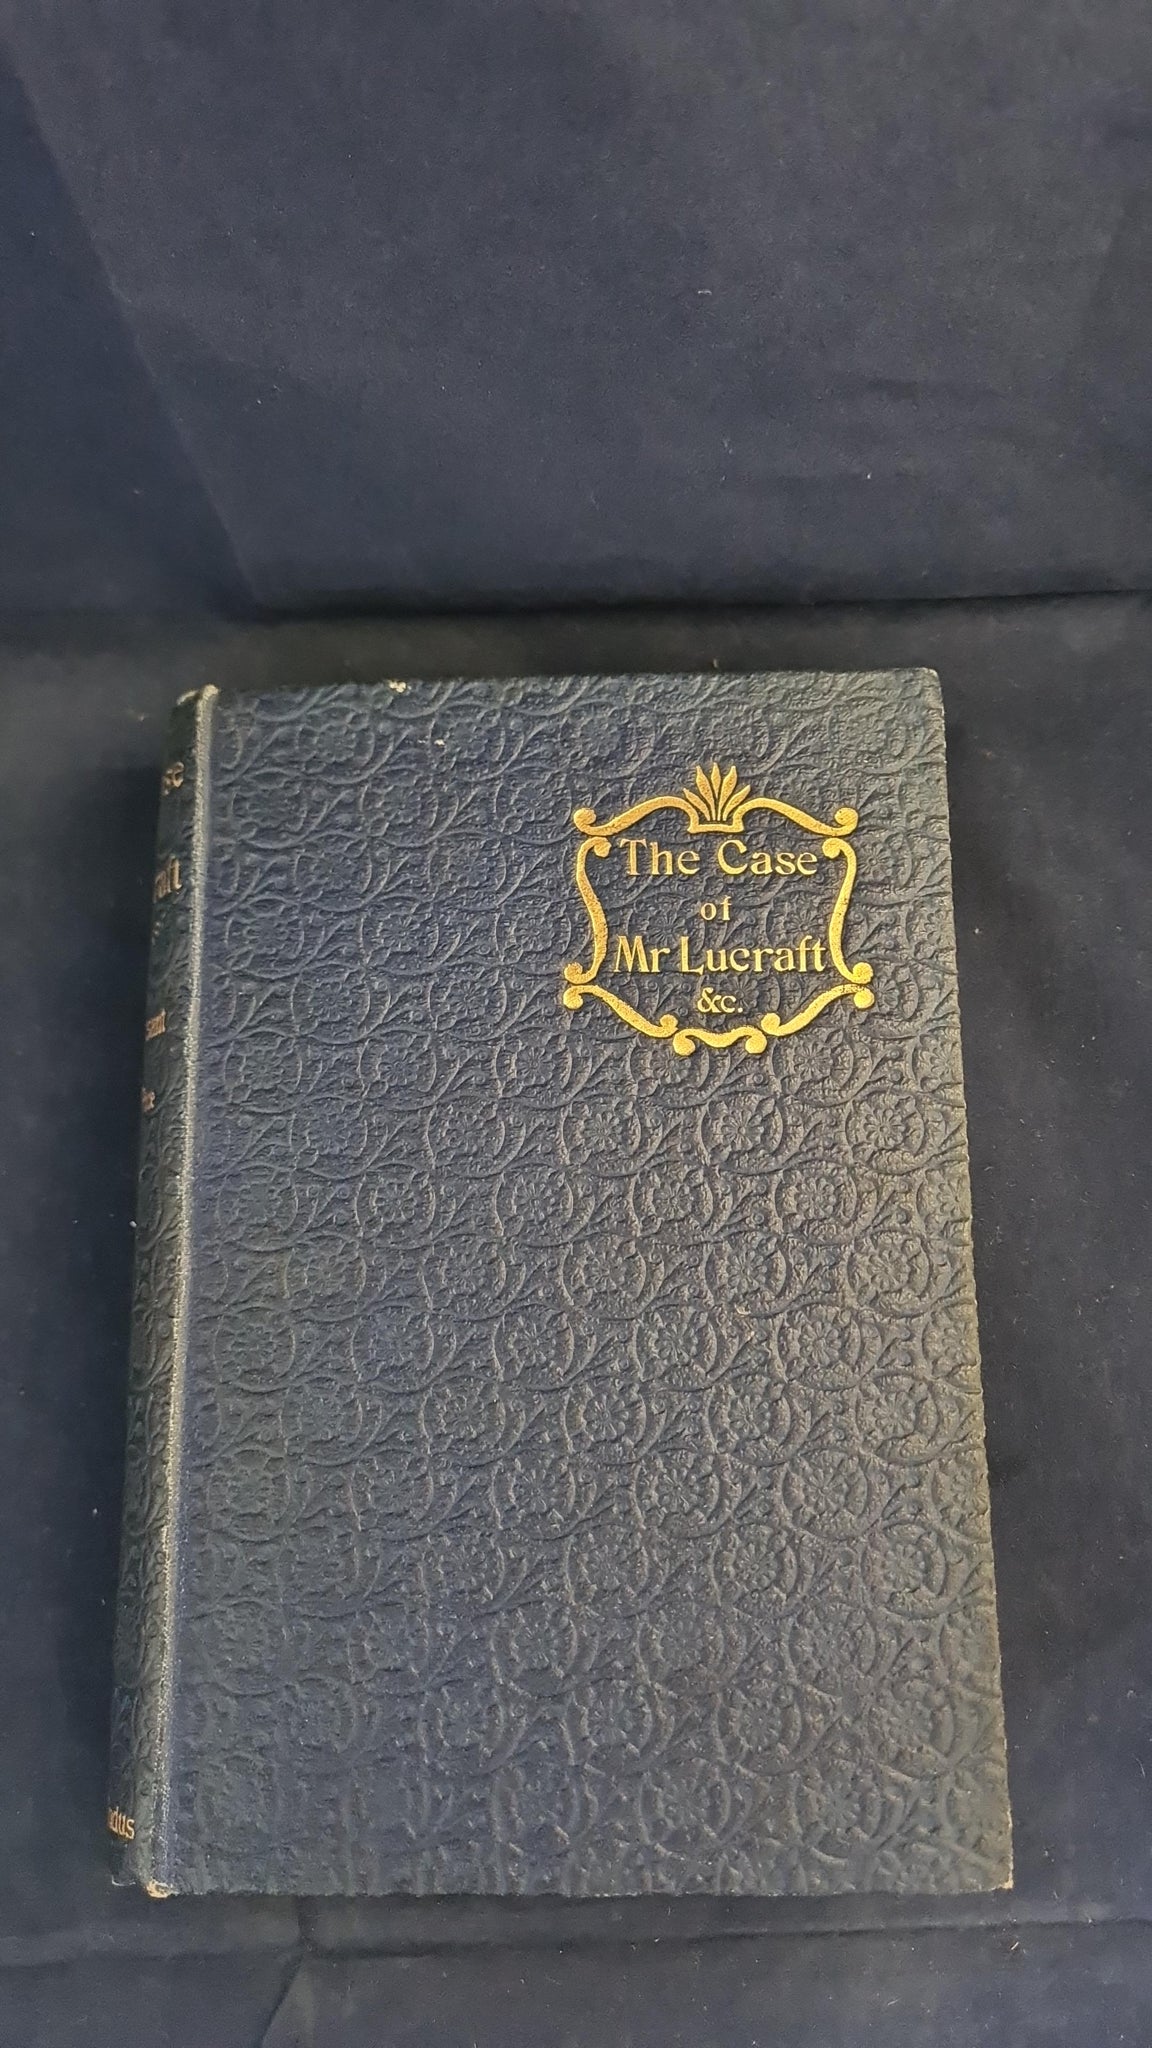 The Case
of
Mr Lucraft
&c.